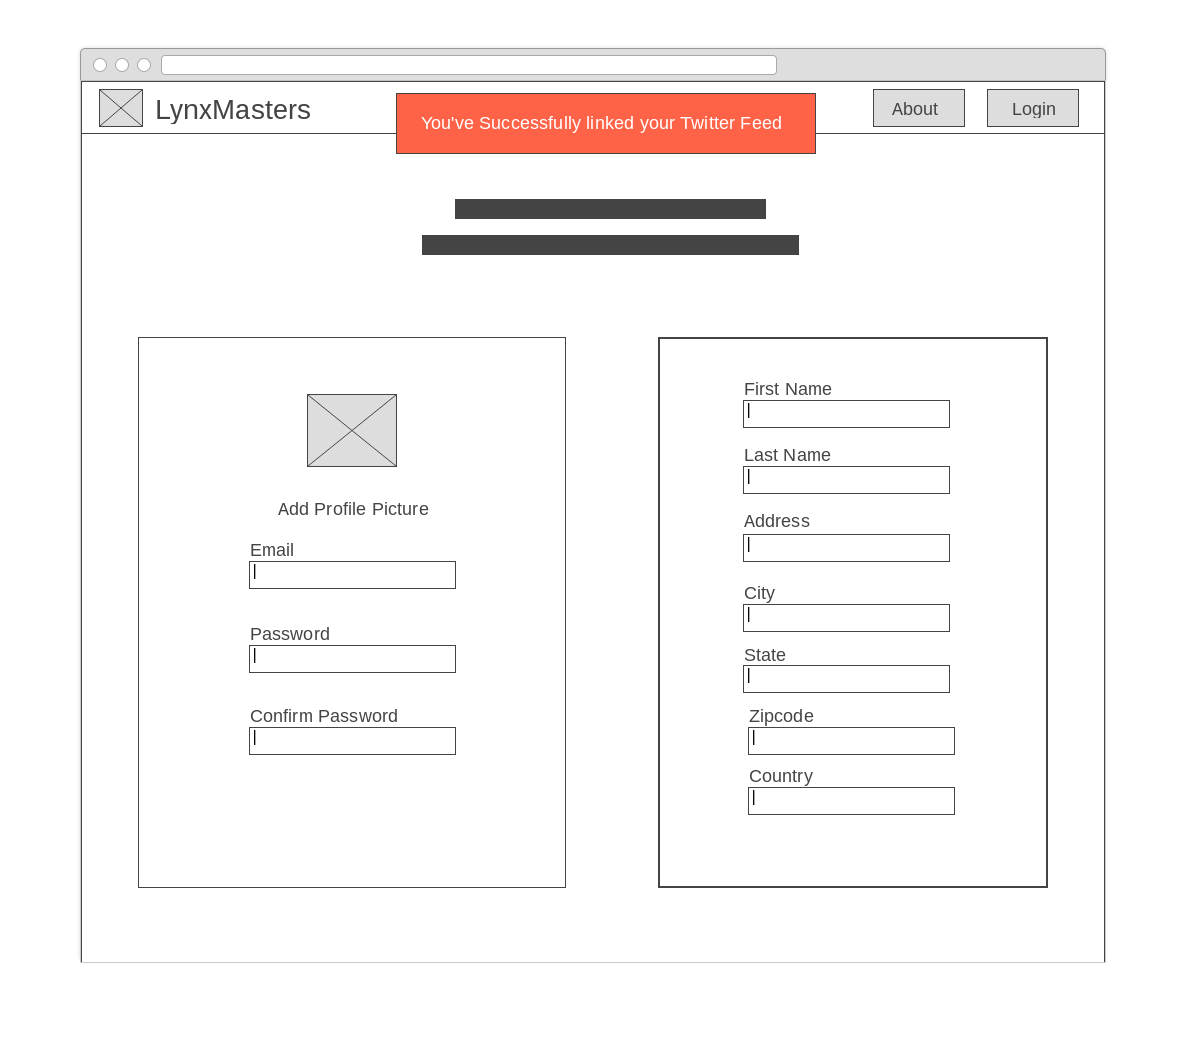 LynxMasters
You've Successfully linked your Twitter Feed
About
Login
Add Profile Picture
Email
Password
Confirm Password
First Name
Last Name
Address
City
State
Zipcode
Country